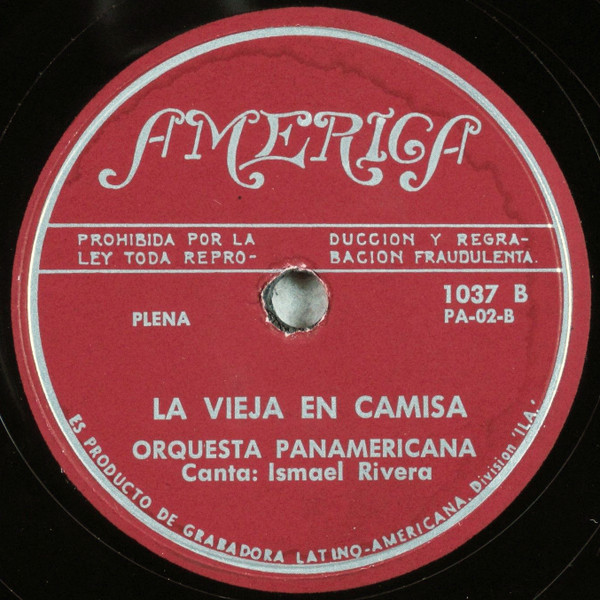 AMERICA
PROHIBIDA POR LA
LEY TODA REPRO-
DUCCION Y REGRA-
BACION FRAUDULENTA.
PLENA
1037 B
PA-02-B
LA VIEJA EN CAMISA
ORQUESTA PANAMERICANA
Canta: Ismael Rivera
ES PRODUCTO DE GRABADORA LATINO-AMERICANA. Division 'ILA.'